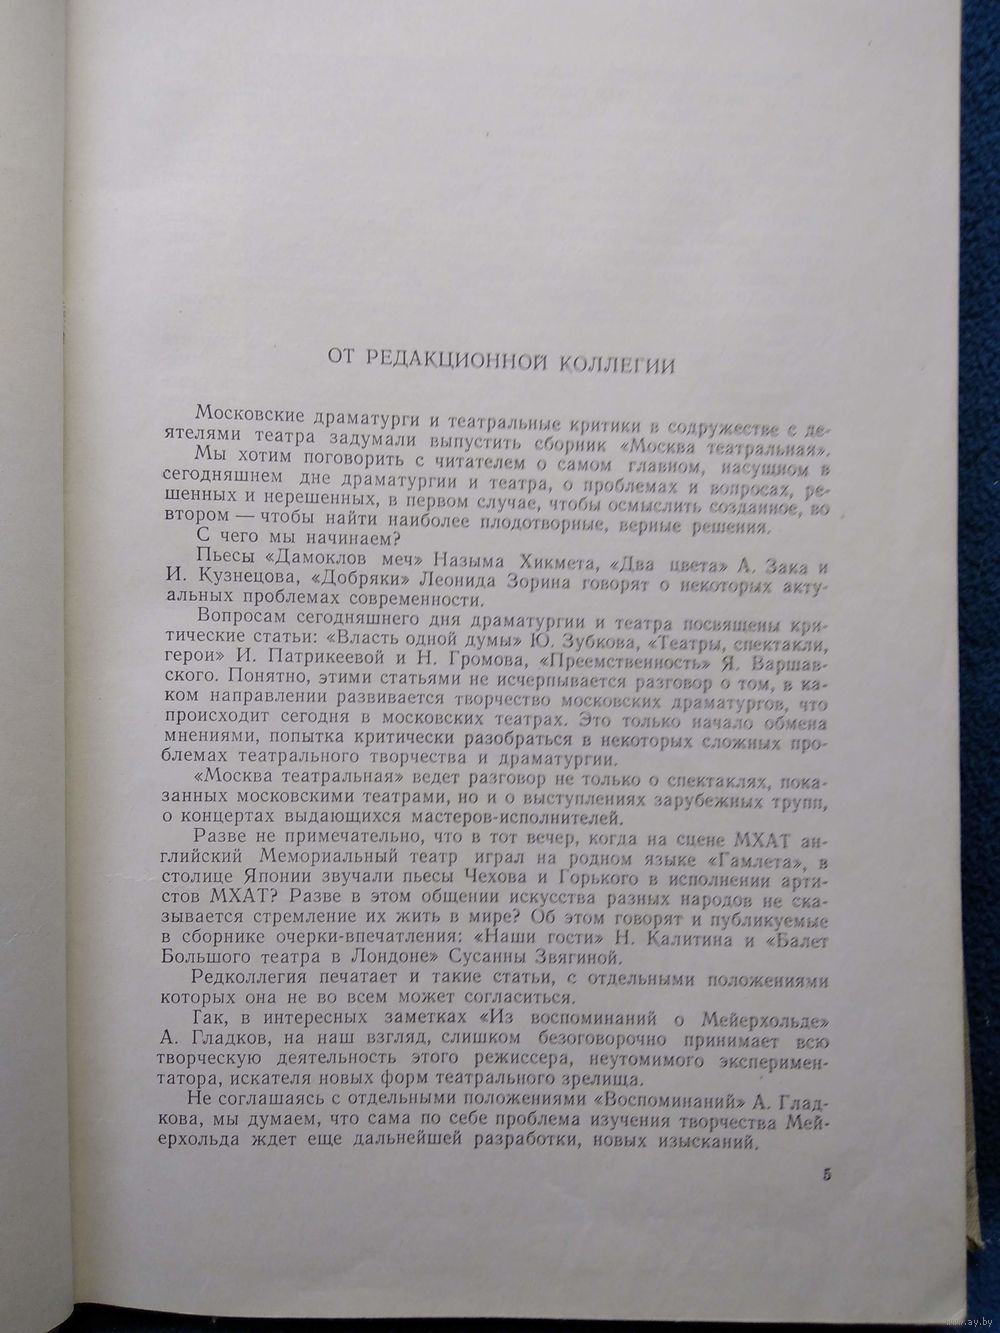 ОТ РЕДАКЦИОННОЙ КОЛЛЕГИИ
Московские драматурги и театральные критики в содружестве с де-
ятелями театра задумали выпустить сборник «Москва театральная».
Мы хотим поговорить с читателем о самом главном, насущном в
сегодняшнем дне драматургии и театра, о проблемах и вопросах, ре-
шенных и нерешенных, в первом случае, чтобы осмыслить созданное, во
втором — чтобы найти наиболее плодотворные, верные решения.
С чего мы начинаем?
Пьесы «Дамоклов меч» Назыма Хикмета, «Два цвета» А. Зака и
И. Кузнецова, «Добряки» Леонида Зорина говорят о некоторых акту-
альных проблемах современности.
Вопросам сегодняшнего дня драматургии и театра посвящены кри-
тические статьи: «Власть одной думы» Ю. Зубкова, «Театры, спектакли,
герои» И. Патрикеевой и Н. Громова, «Преемственность» Я. Варшав-
ского. Понятно, этими статьями не исчерпывается разговор о том, в ка-
ком направлении развивается творчество московских драматургов, что
происходит сегодня в московских театрах. Это только начало обмена
мнениями, попытка критически разобраться в некоторых сложных про-
блемах театрального творчества и драматургии.
«Москва театральная» ведет разговор не только о спектаклях, пока-
занных московскими театрами, но и о выступлениях зарубежных трупп,
о концертах выдающихся мастеров-исполнителей.
Разве не примечательно, что в тот вечер, когда на сцене МХАТ ан-
глийский Мемориальный театр играл на родном языке «Гамлета», в
столице Японии звучали пьесы Чехова и Горького в исполнении арти-
стов МХАТ? Разве в этом общении искусства разных народов не ска-
зывается стремление их жить в мире? Об этом говорят и публикуемые
в сборнике очерки-впечатления: «Наши гости» Н. Калитина и «Балет
Большого театра в Лондоне» Сусанны Звягиной.
Редколлегия печатает и такие статьи, с отдельными положениями
которых она не во всем может согласиться.
Так, в интересных заметках «Из воспоминаний о Мейерхольде»
А. Гладков, на наш взгляд, слишком безоговорочно принимает всю
творческую деятельность этого режиссера, неутомимого эксперимен-
татора, искателя новых форм театрального зрелища.
Не соглашаясь с отдельными положениями «Воспоминаний» А. Глад-
кова, мы думаем, что сама по себе проблема изучения творчества Мей-
ерхольда ждет еще дальнейшей разработки, новых изысканий.
5
www.ay.by